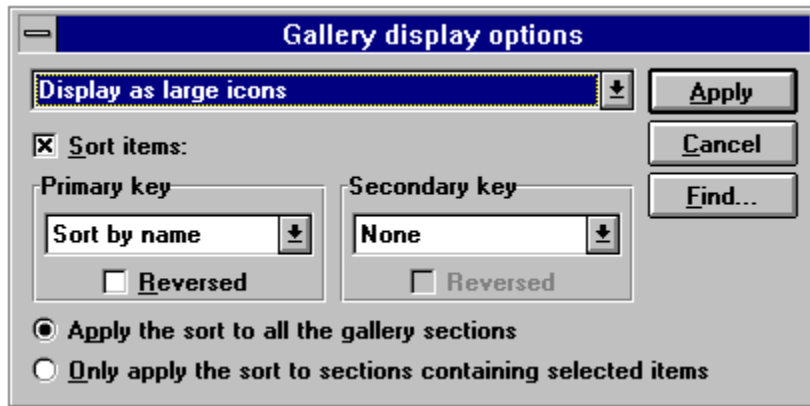 Gallery display options
Display as large icons
Apply
Sort items:
Cancel
Primary key
Secondary key
Find...
Sort by name
None
Reversed
Reversed
Apply the sort to all the gallery sections
Only apply the sort to sections containing selected items